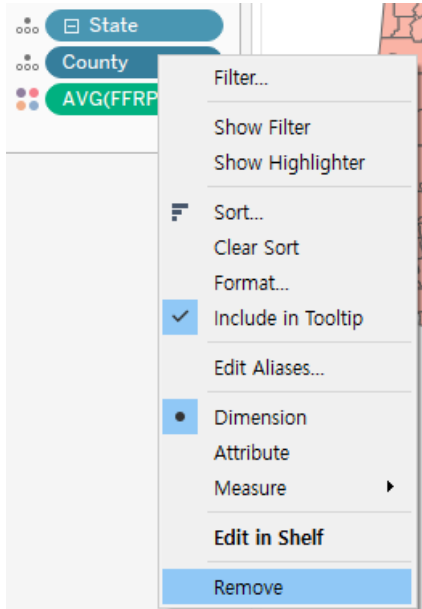 State
County
AVG(FFRP
Filter...
Show Filter
Show Highlighter
Sort...
Clear Sort
Format...
Include in Tooltip
Edit Aliases...
Dimension
Attribute
Measure
Edit in Shelf
Remove